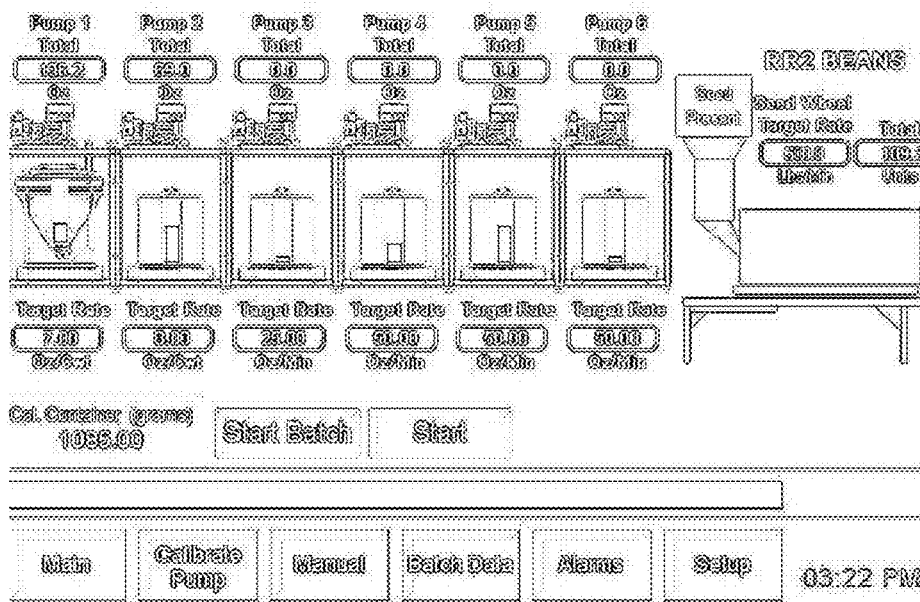 Pump 1 Pump 2 Pump 3 Pump 4 Pump 5 Pump 6
Total Total Total Total Total Total
0.0 0.0 0.0 0.0
Oz Oz Oz Oz Oz Oz
RR2 BEANS
Seed
Present
Seed Wheel
Target Rate Total
Lbs/Min Units
Target Rate Target Rate Target Rate Target Rate Target Rate Target Rate
7.00 8.00 25.00 50.00 50.00 50.00
Oz/Cwt Oz/Cwt Oz/Min Oz/Min Oz/Min Oz/Min
Cal. Container (grams)
1085.00
Start Batch Start
Main Calibrate Pump Manual Batch Data Alarms Setup
03:22 PM